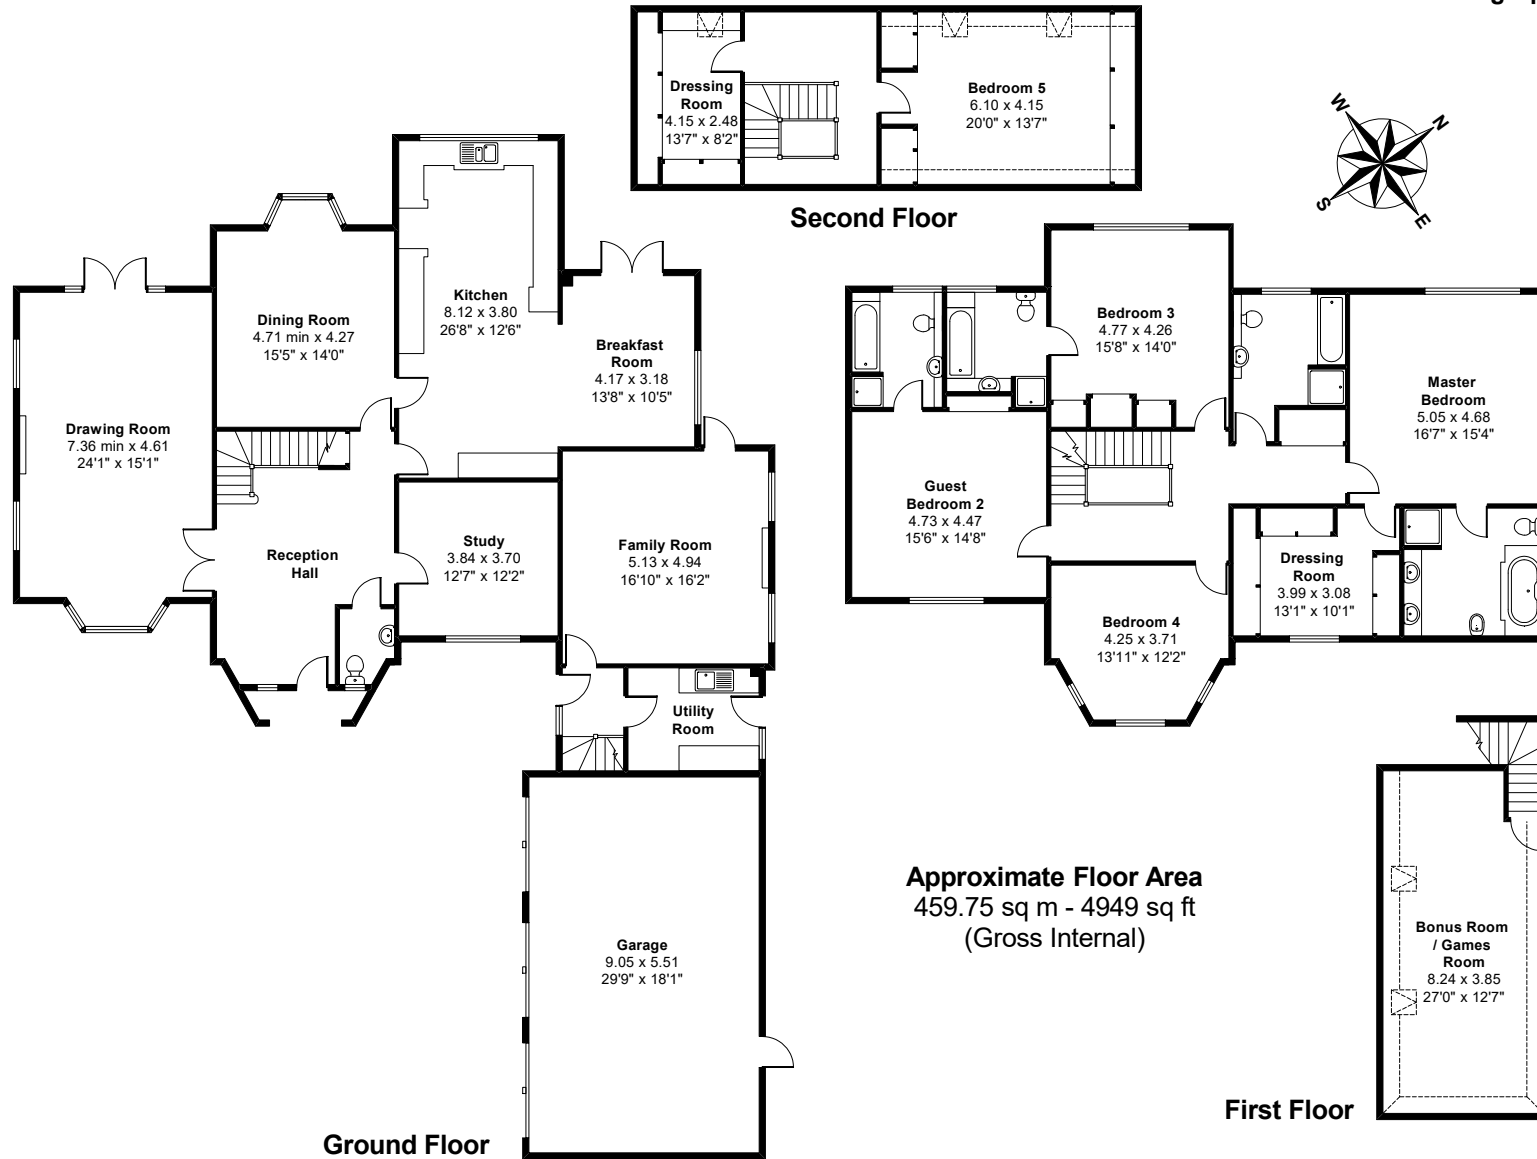 Dressing
Room
4.15 x 2.48
13'7" x 8'2"
Bedroom 5
6.10 x 4.15
20'0" x 13'7"
Second Floor
W
N
S
E
Kitchen
8.12 x 3.80
26'8" x 12'6"
Dining Room
4.71 min x 4.27
15'5" x 14'0"
Breakfast
Room
4.17 x 3.18
13'8" x 10'5"
Drawing Room
7.36 min x 4.61
24'1" x 15'1"
Reception
Hall
Study
3.84 x 3.70
12'7" x 12'2"
Family Room
5.13 x 4.94
16'10" x 16'2"
Utility
Room
Garage
9.05 x 5.51
29'9" x 18'1"
Ground Floor
Bedroom 3
4.77 x 4.26
15'8" x 14'0"
Master
Bedroom
5.05 x 4.68
16'7" x 15'4"
Guest
Bedroom 2
4.73 x 4.47
15'6" x 14'8"
Dressing
Room
3.99 x 3.08
13'1" x 10'1"
Bedroom 4
4.25 x 3.71
13'11" x 12'2"
Approximate Floor Area
459.75 sq m - 4949 sq ft
(Gross Internal)
Bonus Room
/ Games
Room
8.24 x 3.85
27'0" x 12'7"
First Floor